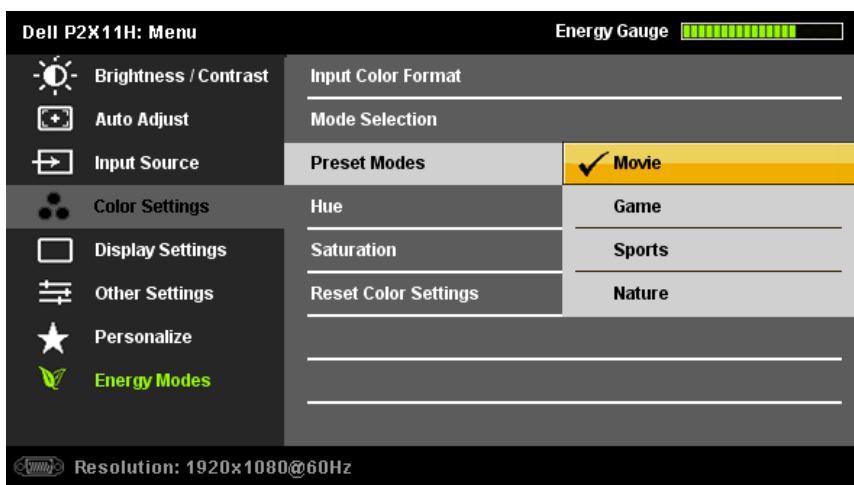 Dell P2X11H: Menu
Energy Gauge
Brightness / Contrast
Auto Adjust
Input Source
Color Settings
Display Settings
Other Settings
Personalize
Energy Modes
Input Color Format
Mode Selection
Preset Modes
Hue
Saturation
Reset Color Settings
Movie
Game
Sports
Nature
Resolution: 1920x1080@60Hz